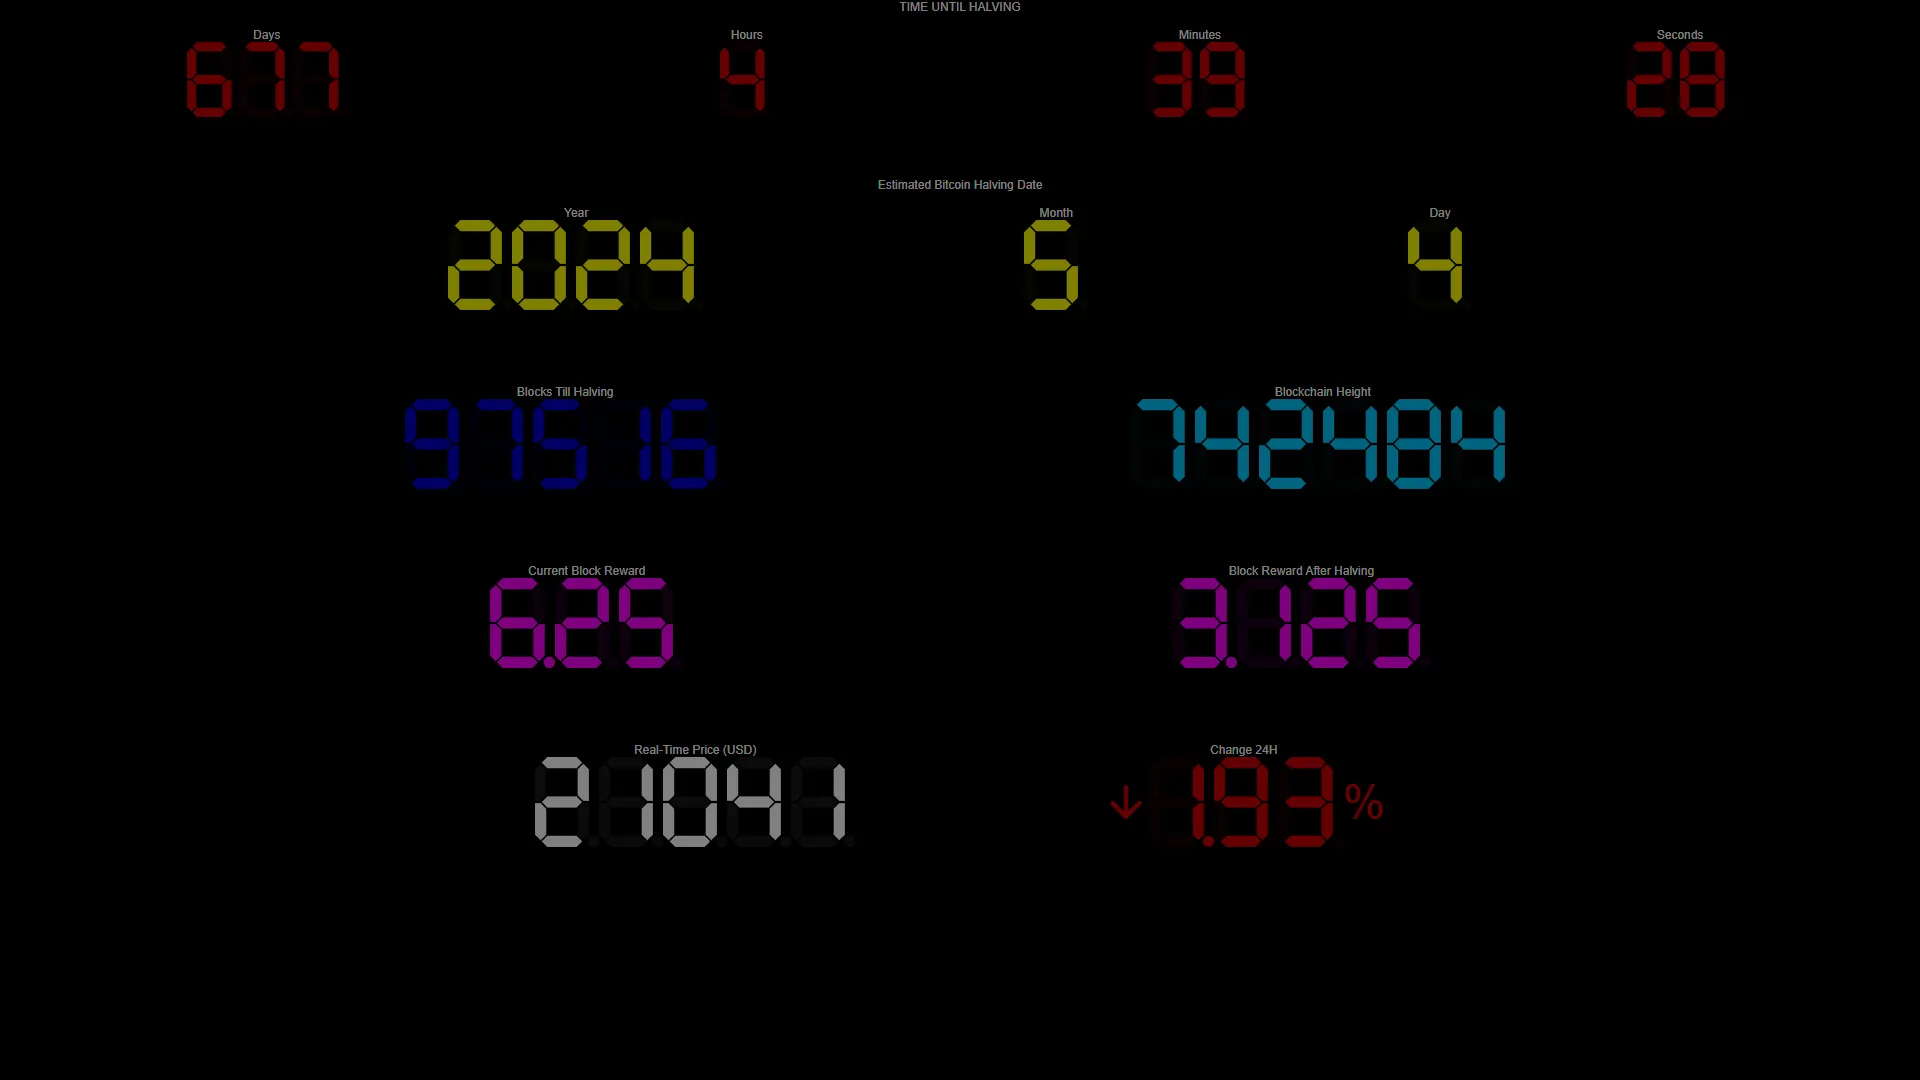 TIME UNTIL HALVING
Days Hours Minutes Seconds
677 4 39 28
Estimated Bitcoin Halving Date
Year Month Day
2024 5 4
Blocks Till Halving Blockchain Height
97516 742484
Current Block Reward Block Reward After Halving
6.25 3.125
Real-Time Price (USD) Change 24H
21041 ↓ 1.93 %